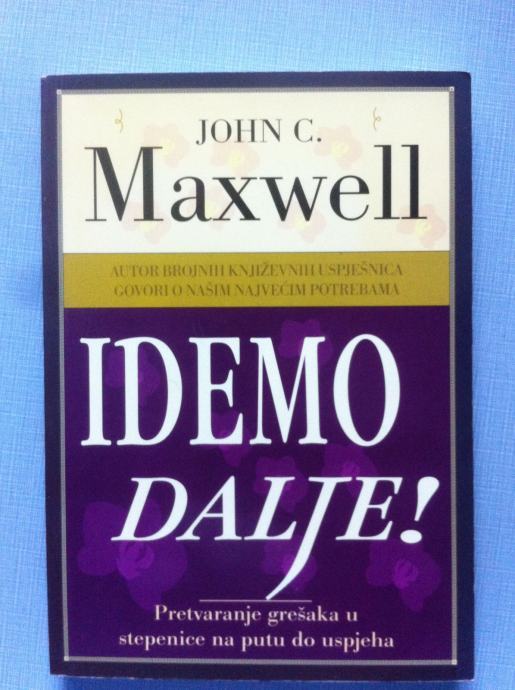 JOHN C.
Maxwell
AUTOR BROJNIH KNJIŽEVNIH USPJEŠNICA
GOVORI O NAŠIM NAJVEĆIM POTREBAMA
IDEMO
DALJE!
Pretvaranje grešaka u
stepenice na putu do uspjeha